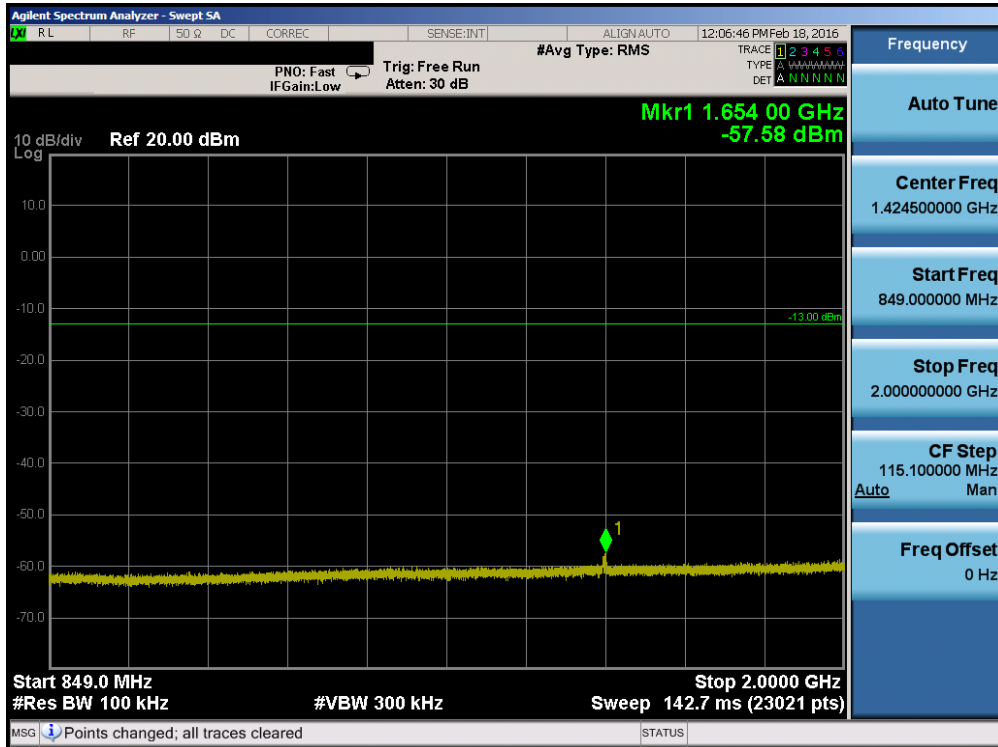 Agilent Spectrum Analyzer - Swept SA
LXI RL RF 50 Ω DC CORREC SENSE:INT ALIGN AUTO 12:06:46 PM Feb 18, 2016
#Avg Type: RMS TRACE 1 2 3 4 5 6
PNO: Fast Trig: Free Run TYPE A WWWWW
IFGain:Low Atten: 30 dB DET A N N N N N
Mkr1 1.654 00 GHz
-57.58 dBm
10 dB/div Ref 20.00 dBm
Log
10.0
0.00
-10.0
-13.00 dBm
-20.0
-30.0
-40.0
-50.0
1
-60.0
-70.0
Start 849.0 MHz Stop 2.0000 GHz
#Res BW 100 kHz #VBW 300 kHz Sweep 142.7 ms (23021 pts)
MSG Points changed; all traces cleared STATUS
Frequency
Auto Tune
Center Freq
1.424500000 GHz
Start Freq
849.000000 MHz
Stop Freq
2.000000000 GHz
CF Step
115.100000 MHz
Auto Man
Freq Offset
0 Hz